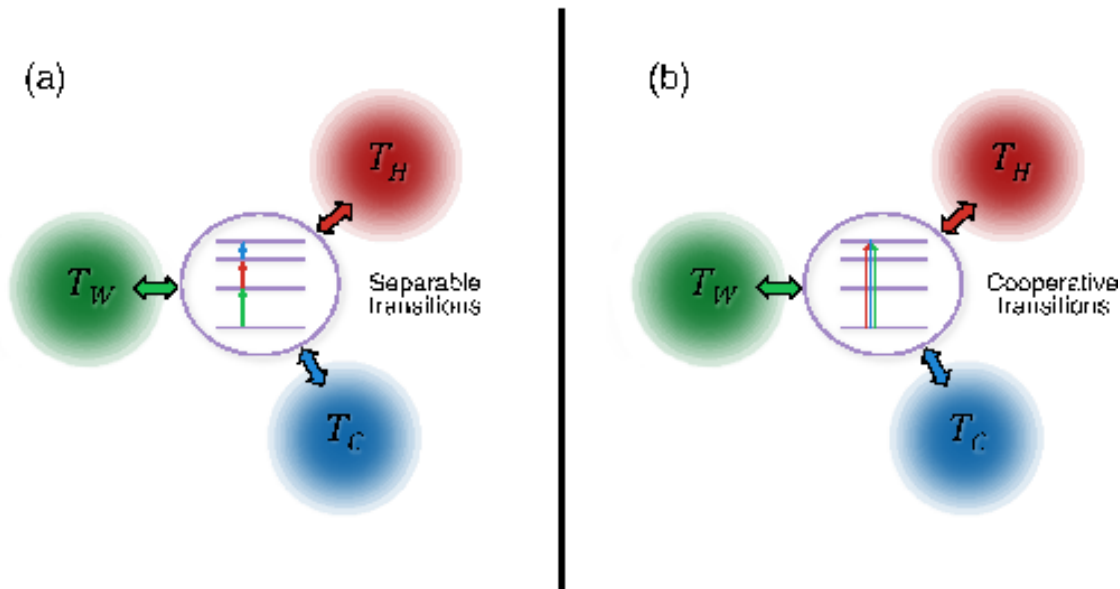 (a)
T_H
T_W
Separable
transitions
T_C
(b)
T_H
T_W
Cooperative
transitions
T_C